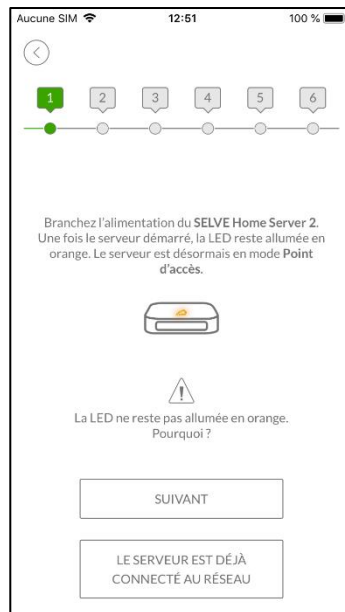 Aucune SIM 12:51 100 %
1 2 3 4 5 6
Branchez l'alimentation du SELVE Home Server 2.
Une fois le serveur démarré, la LED reste allumée en
orange. Le serveur est désormais en mode Point
d'accès.
La LED ne reste pas allumée en orange.
Pourquoi ?
SUIVANT
LE SERVEUR EST DÉJÀ
CONNECTÉ AU RÉSEAU